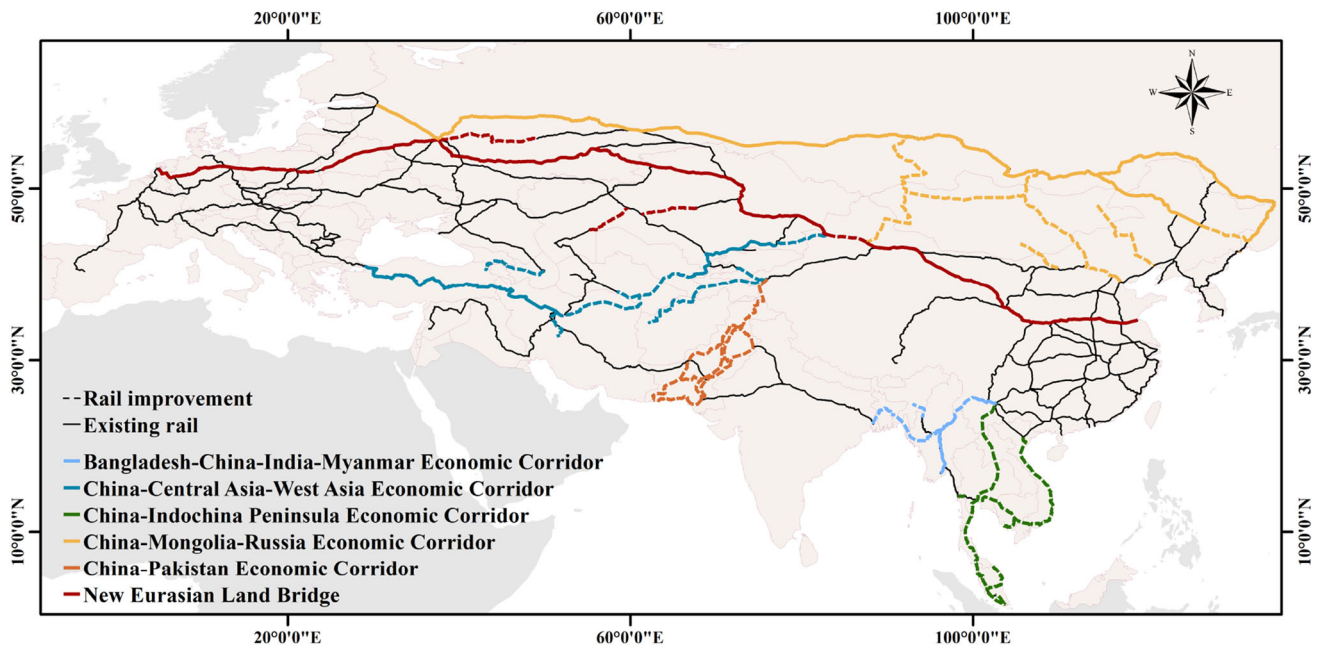 20°0'0"E 60°0'0"E 100°0'0"E
N
W E
S
50°0'0"N 50°0'0"N
30°0'0"N 30°0'0"N
10°0'0"N 10°0'0"N
Rail improvement
Existing rail
Bangladesh-China-India-Myanmar Economic Corridor
China-Central Asia-West Asia Economic Corridor
China-Indochina Peninsula Economic Corridor
China-Mongolia-Russia Economic Corridor
China-Pakistan Economic Corridor
New Eurasian Land Bridge
20°0'0"E 60°0'0"E 100°0'0"E